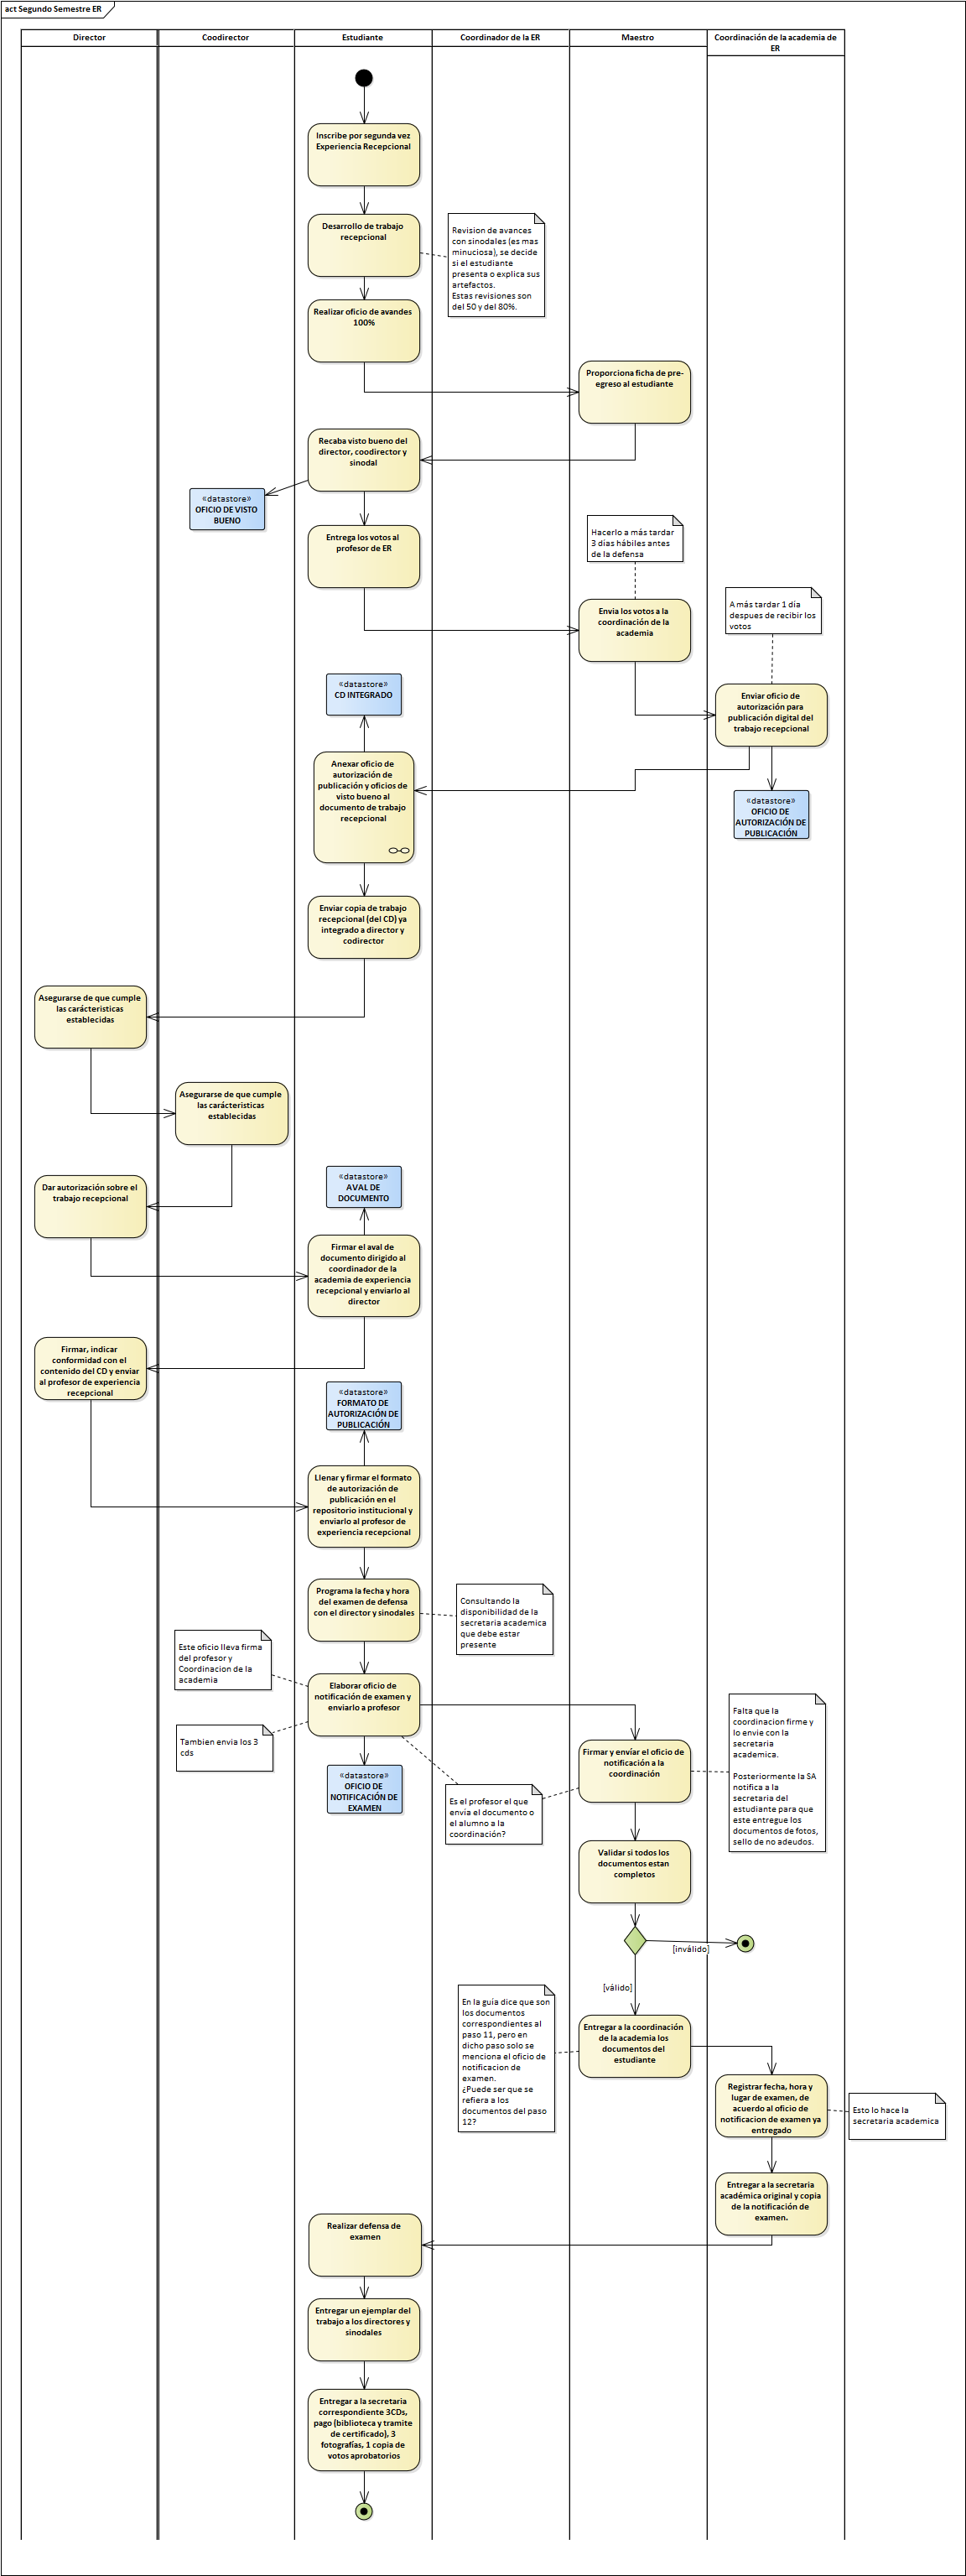 act Segundo Semestre ER
Director
Coodirector
Estudiante
Coordinador de la ER
Maestro
Coordinación de la academia de
ER
Inscribe por segunda vez
Experiencia Recepcional
Desarrollo de trabajo
recepcional
Revision de avances
con sinodales (es mas
minuciosa), se decide
si el estudiante
presenta o explica sus
artefactos.
Estas revisiones son
del 50 y del 80%.
Realizar oficio de avandes
100%
Proporciona ficha de pre-
egreso al estudiante
Recaba visto bueno del
director, coodirector y
sinodal
«datastore»
OFICIO DE VISTO
BUENO
Entrega los votos al
profesor de ER
Hacerlo a más tardar
3 días hábiles antes
de la defensa
Envia los votos a la
coordinación de la
academia
A más tardar 1 día
despues de recibir los
votos
Enviar oficio de
autorización para
publicación digital del
trabajo recepcional
«datastore»
CD INTEGRADO
Anexar oficio de
autorización de
publicación y oficios de
visto bueno al
documento de trabajo
recepcional
«datastore»
OFICIO DE
AUTORIZACIÓN DE
PUBLICACIÓN
Enviar copia de trabajo
recepcional (del CD) ya
integrado a director y
codirector
Asegurarse de que cumple
las carácteristicas
establecidas
Asegurarse de que cumple
las carácteristicas
establecidas
Dar autorización sobre el
trabajo recepcional
«datastore»
AVAL DE
DOCUMENTO
Firmar el aval de
documento dirigido al
coordinador de la
academia de experiencia
recepcional y enviarlo al
director
Firmar, indicar
conformidad con el
contenido del CD y enviar
al profesor de experiencia
recepcional
«datastore»
FORMATO DE
AUTORIZACIÓN DE
PUBLICACIÓN
Llenar y firmar el formato
de autorización de
publicación en el
repositorio institucional y
enviarlo al profesor de
experiencia recepcional
Programa la fecha y hora
del examen de defensa
con el director y sinodales
Consultando la
disponibilidad de la
secretaria academica
que debe estar
presente
Este oficio lleva firma
del profesor y
Coordinacion de la
academia
Elaborar oficio de
notificación de examen y
enviarlo a profesor
Tambien envia los 3
cds
«datastore»
OFICIO DE
NOTIFICACIÓN DE
EXAMEN
Es el profesor el que
envía el documento o
el alumno a la
coordinación?
Firmar y envíar el oficio de
notificación a la
coordinación
Falta que la
coordinacion firme y
lo envie con la
secretaria
academica.
Posteriormente la SA
notifica a la
secretaria del
estudiante para que
este entregue los
documentos de fotos,
sello de no adeudos.
Validar si todos los
documentos estan
completos
[inválido]
[válido]
En la guía dice que son
los documentos
correspondientes al
paso 11, pero en
dicho paso solo se
menciona el oficio de
notificacion de
examen.
¿Puede ser que se
refiera a los
documentos del paso
12?
Entregar a la coordinación
de la academia los
documentos del
estudiante
Registrar fecha, hora y
lugar de examen, de
acuerdo al oficio de
notificacion de examen ya
entregado
Esto lo hace la
secretaria academica
Entregar a la secretaria
académica original y copia
de la notificación de
examen.
Realizar defensa de
examen
Entregar un ejemplar del
trabajo a los directores y
sinodales
Entregar a la secretaria
correspondiente 3CDs,
pago (biblioteca y tramite
de certificado), 3
fotografías, 1 copia de
votos aprobatorios